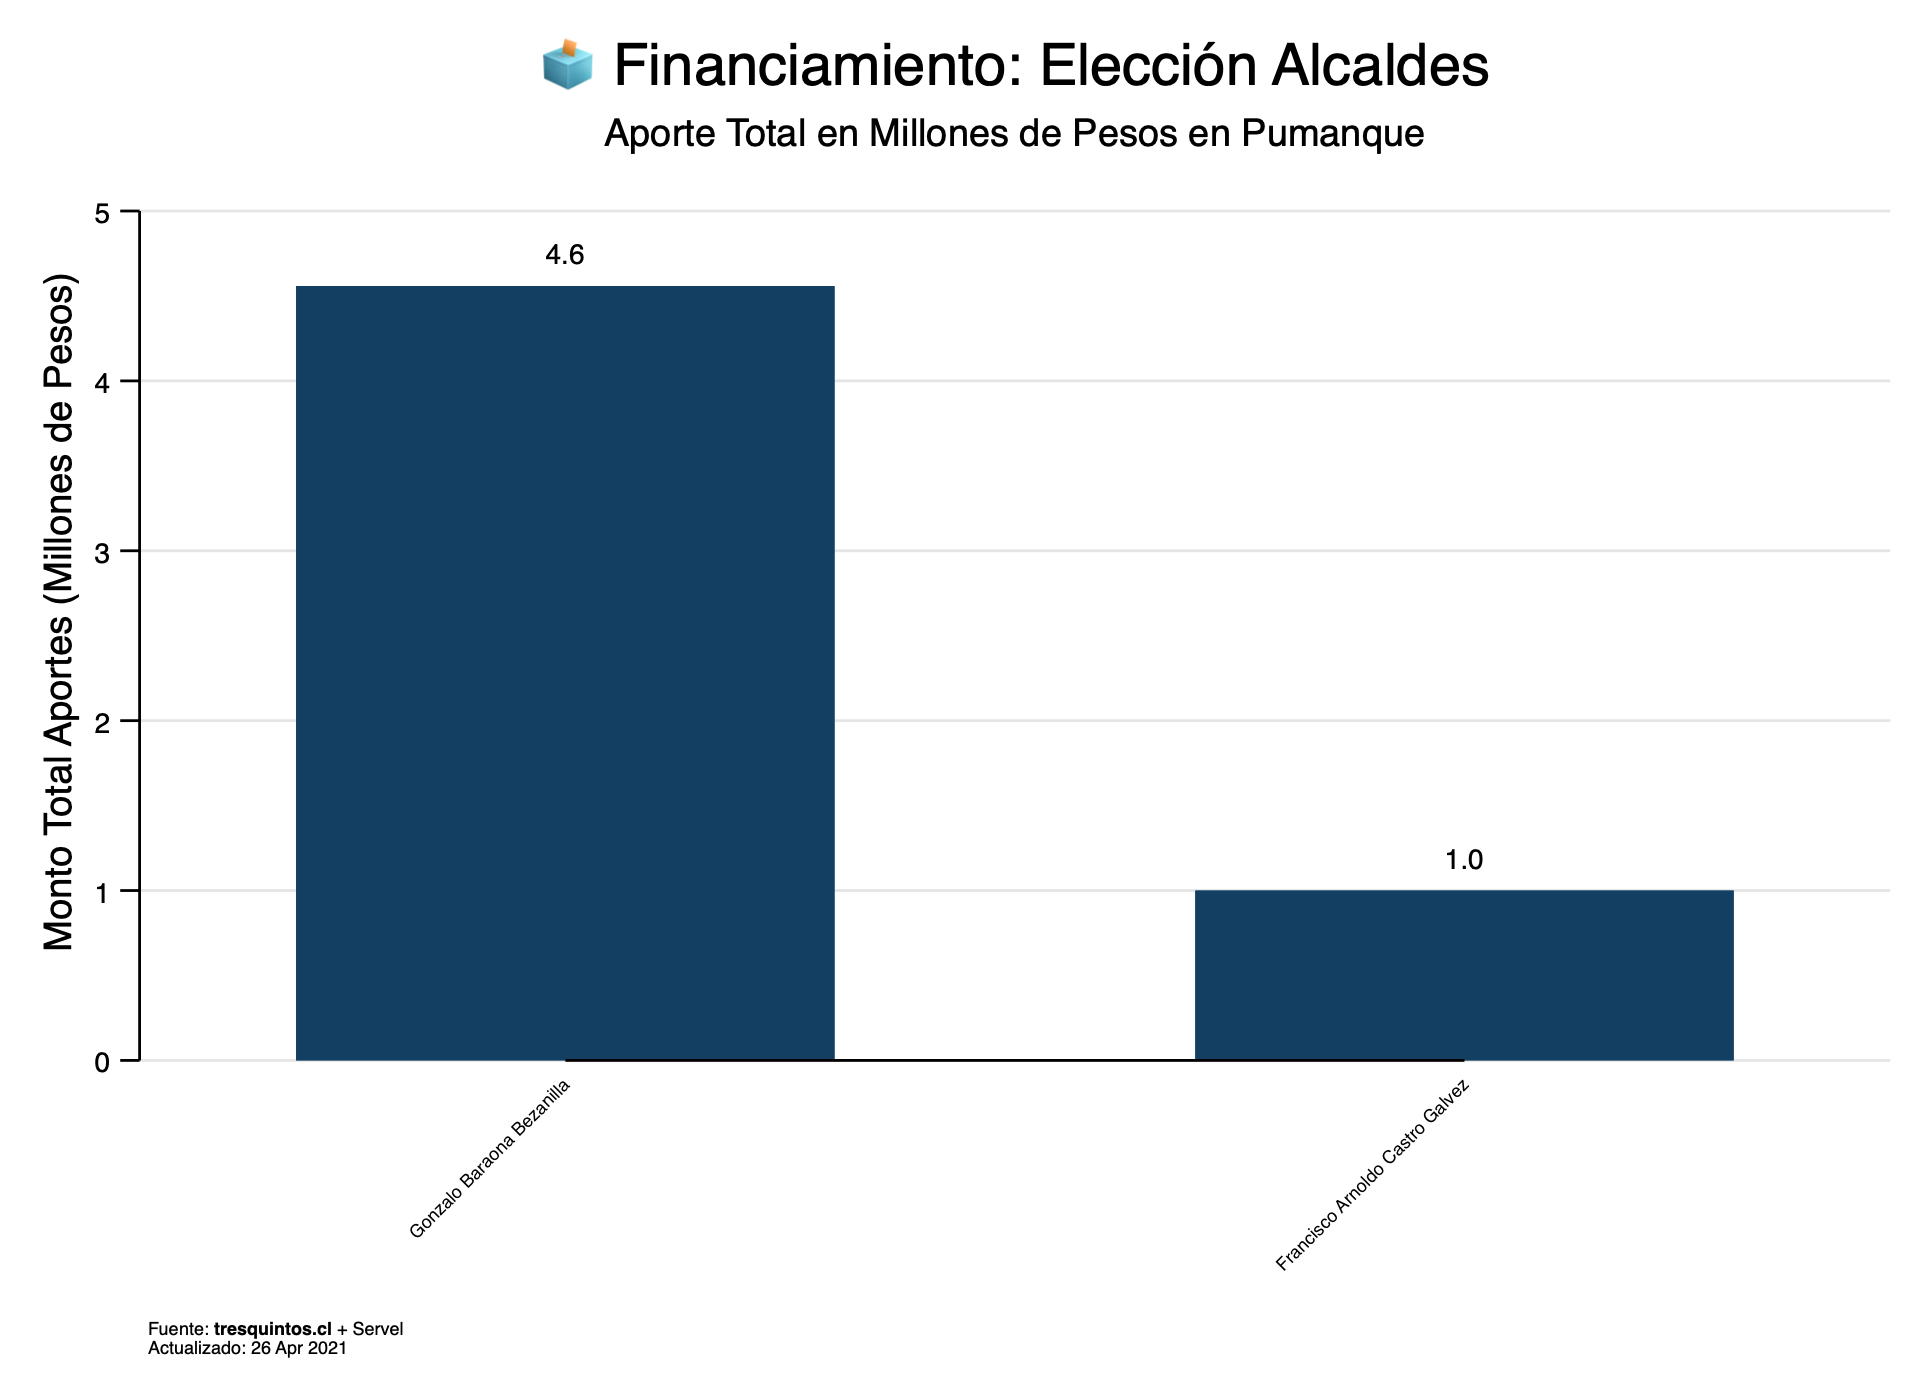 Financiamiento: Elección Alcaldes
Aporte Total en Millones de Pesos en Pumanque
Monto Total Aportes (Millones de Pesos)
5
4
3
2
1
0
4.6
1.0
Gonzalo Baraona Bezanilla
Francisco Arnoldo Castro Galvez
Fuente: tresquintos.cl + Servel
Actualizado: 26 Apr 2021